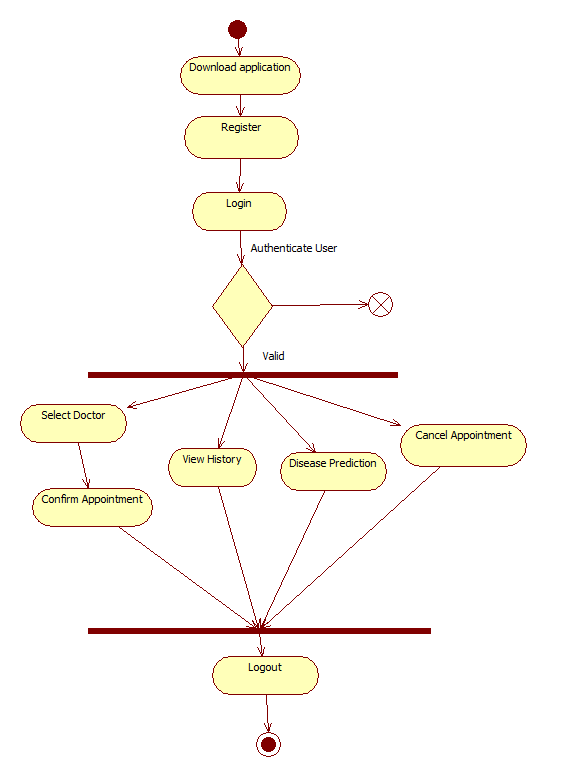 Download application
Register
Login
Authenticate User
Valid
Select Doctor
Cancel Appointment
View History
Disease Prediction
Confirm Appointment
Logout